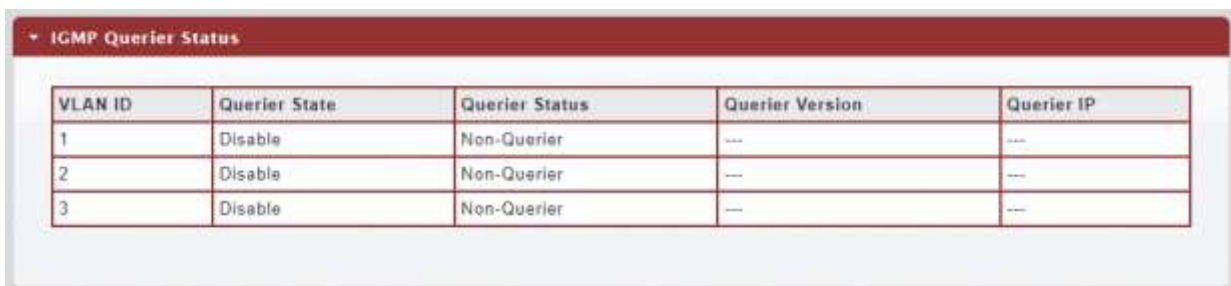 IGMP Querier Status
VLAN ID Querier State Querier Status Querier Version Querier IP
1 Disable Non-Querier --- ---
2 Disable Non-Querier --- ---
3 Disable Non-Querier --- ---